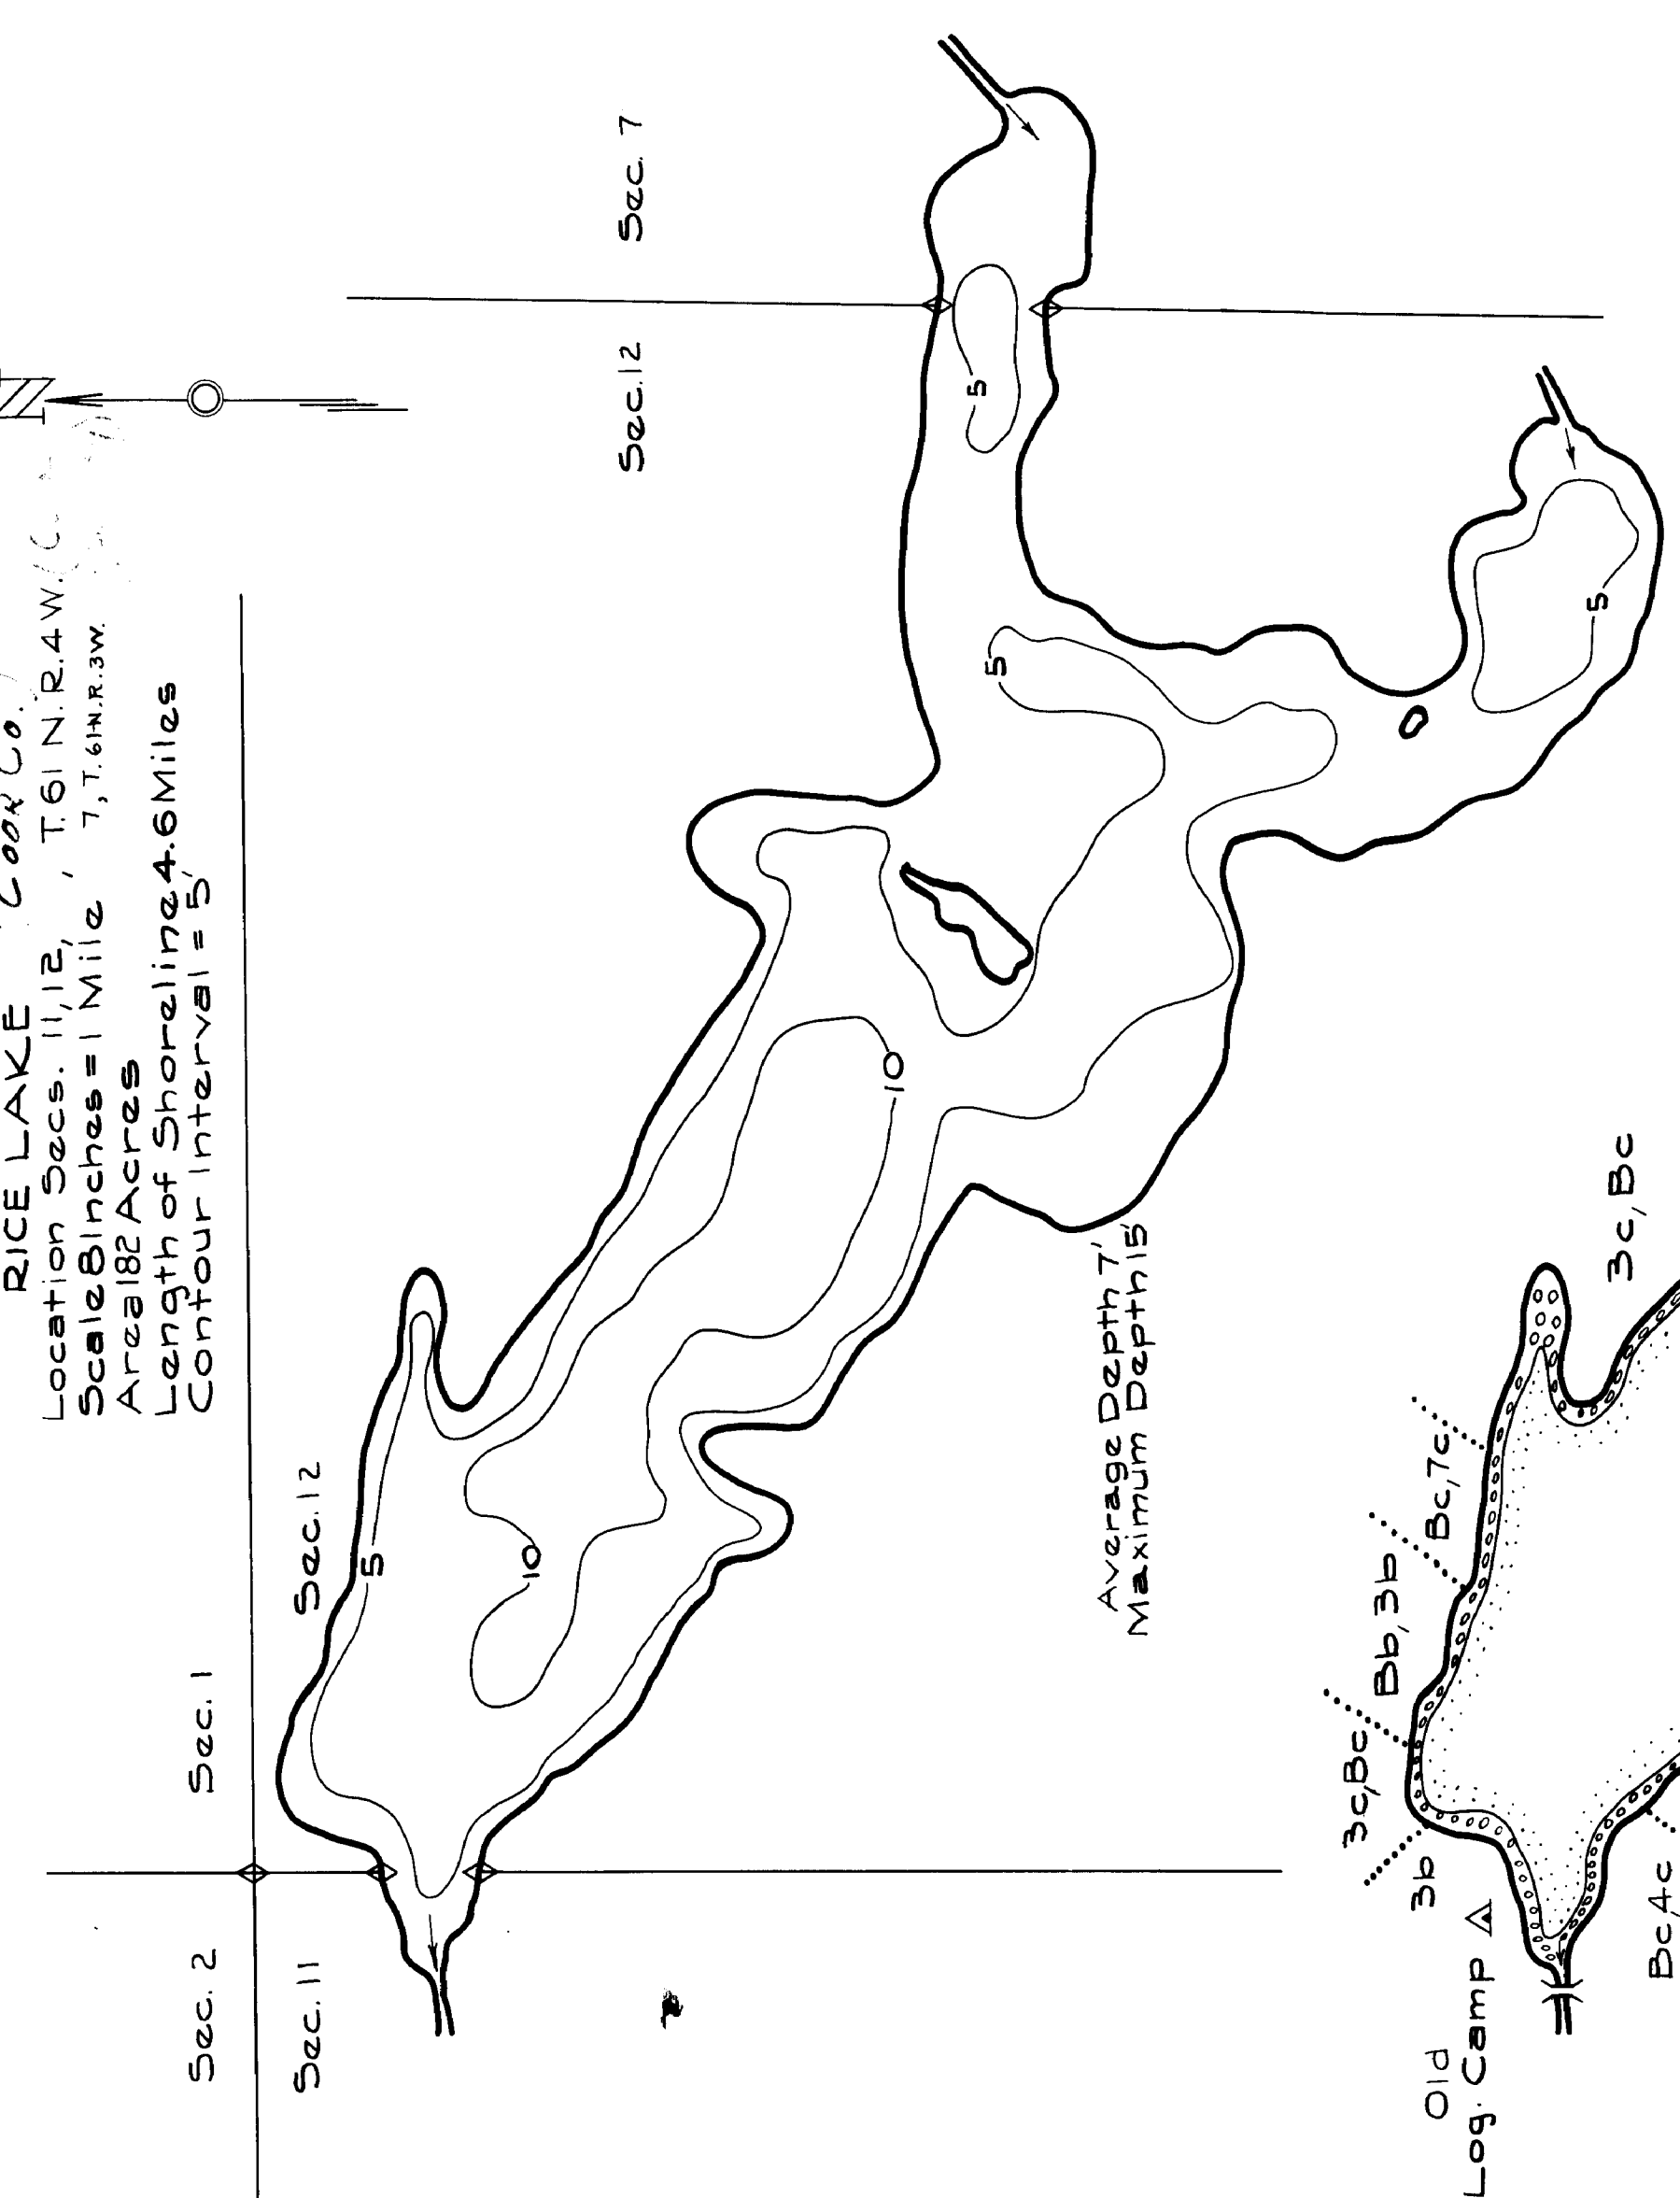 N
RICE LAKE COOK CO.
Location Secs. 11,12, T.61 N.R.4W.
Scale 8 Inches = 1 Mile 7, T.61-N.R.3W.
Area 182 Acres
Length of Shoreline 4.6 Miles
Contour Interval = 5'
Sec. 2
Sec. 1
Sec. 11
Sec. 12
Sec. 12
Sec. 7
5
10
10
5
5
5
Average Depth 7'
Maximum Depth 15'
3c, Bc
Bb, 3b
Bc, 7c
3c, Bc
3b
Old
Log. Camp
Bc, 4c